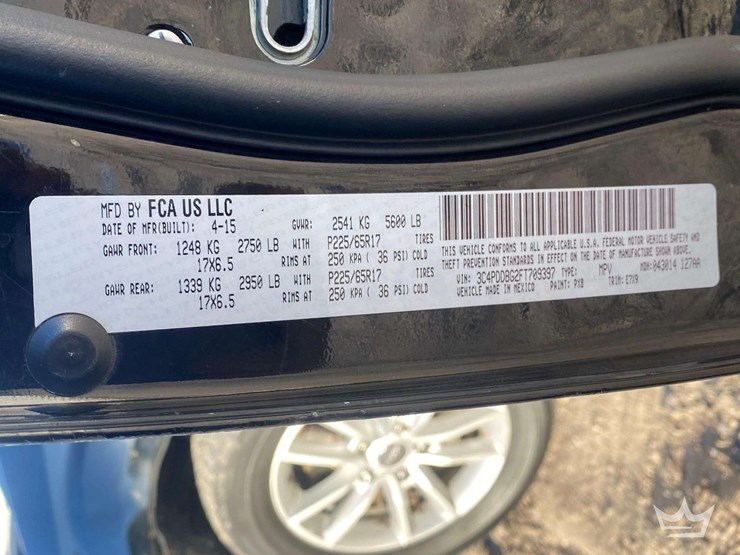 MFD BY FCA US LLC
DATE OF MFR(BUILT): 4-15 GVWR: 2541 KG 5600 LB
GAWR FRONT: 1248 KG 2750 LB WITH P225/65R17 TIRES
17X6.5 RIMS AT 250 KPA ( 36 PSI) COLD
GAWR REAR: 1339 KG 2950 LB WITH P225/65R17 TIRES
17X6.5 RIMS AT 250 KPA ( 36 PSI) COLD
THIS VEHICLE CONFORMS TO ALL APPLICABLE U.S.A. FEDERAL MOTOR VEHICLE SAFETY AND
THEFT PREVENTION STANDARDS IN EFFECT ON THE DATE OF MANUFACTURE SHOWN ABOVE.
VIN: 3C4PDDBG2FT709397 TYPE: MPV MDH: 043014 127AA
VEHICLE MADE IN MEXICO PAINT: PX8 TRIM: